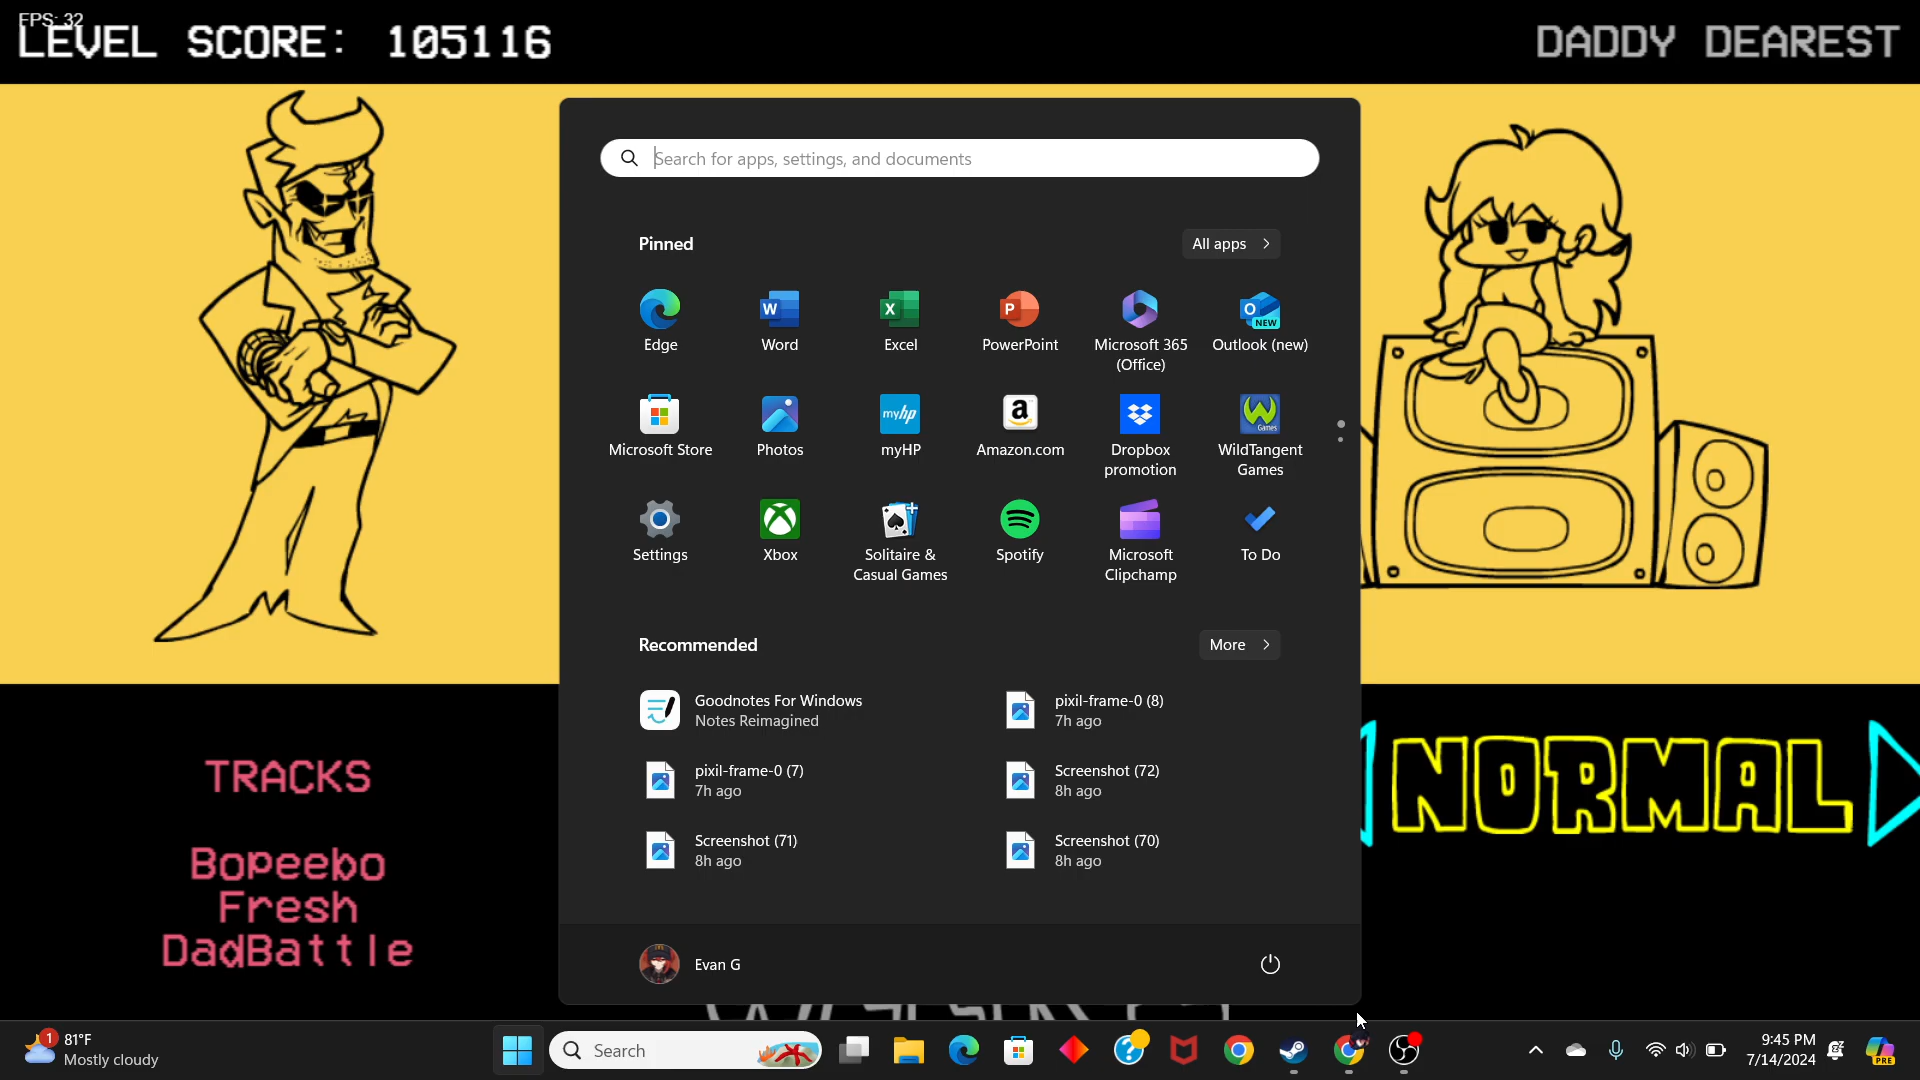 FPS: 32
LEVEL SCORE: 105116
DADDY DEAREST
Search for apps, settings, and documents
Pinned
All apps
Edge
Word
Excel
PowerPoint
Microsoft 365
(Office)
Outlook (new)
Microsoft Store
Photos
myHP
Amazon.com
Dropbox
promotion
WildTangent
Games
Settings
Xbox
Solitaire &
Casual Games
Spotify
Microsoft
Clipchamp
To Do
Recommended
More
Goodnotes For Windows
Notes Reimagined
pixil-frame-0 (8)
7h ago
pixil-frame-0 (7)
7h ago
Screenshot (72)
8h ago
Screenshot (71)
8h ago
Screenshot (70)
8h ago
TRACKS
Bopeebo
Fresh
DadBattle
NORMAL
Evan G
1
81°F
Mostly cloudy
Search
9:45 PM
7/14/2024
PRE